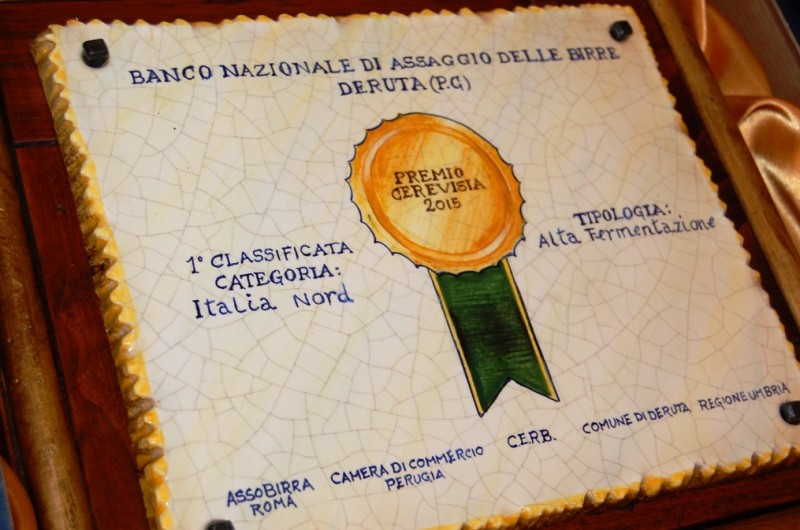 BANCO NAZIONALE DI ASSAGGIO DELLE BIRRE
DERUTA (P.G)
PREMIO
CEREVISIA
2015
1° CLASSIFICATA
CATEGORIA:
Italia Nord
TIPOLOGIA:
Alta Fermentazione
ASSOBIRRA
ROMA
CAMERA DI COMMERCIO
PERUGIA
C.E.R.B.
COMUNE DI DERUTA
REGIONE UMBRIA